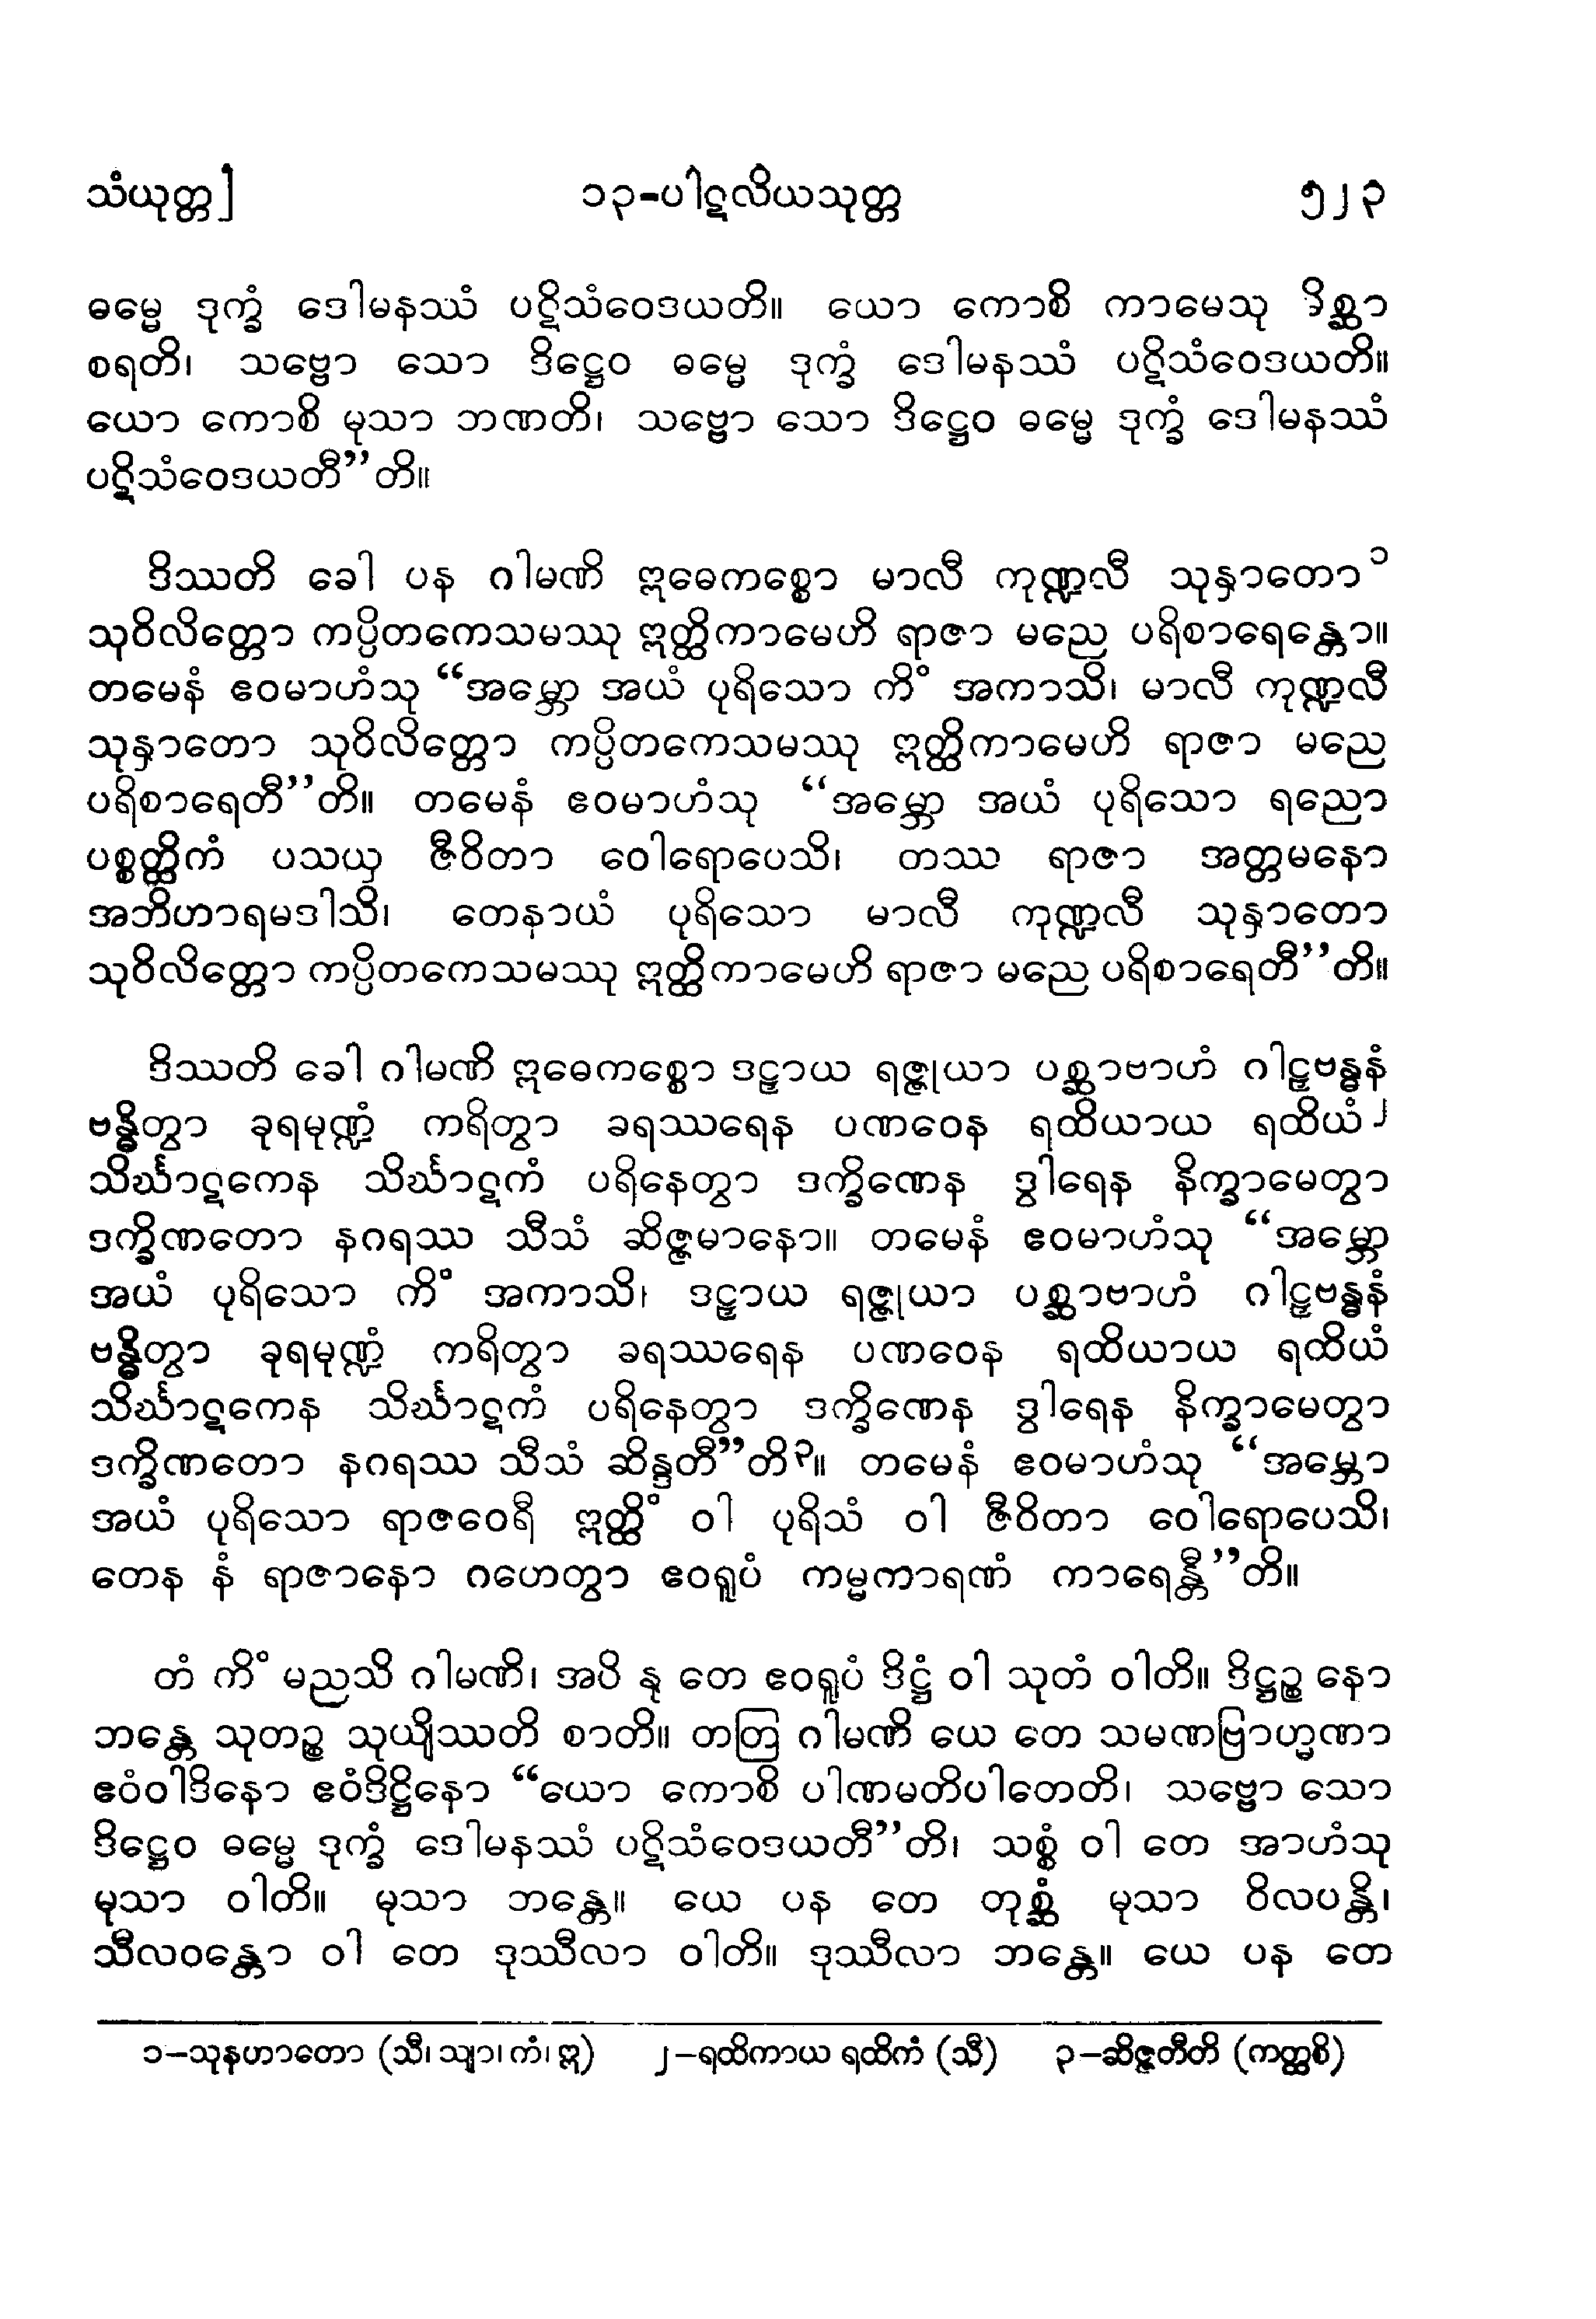 သံယုတ္တ]
၁၃-ပါဋလိယသုတ္တ
၅၂၃
ဓမ္မေ ဒုက္ခံ ဒေါမနဿံ ပဋိသံဝေဒယတိ။ ယော ကောစိ ကာမေသု မိစ္ဆာ
စရတိ၊ သဗ္ဗော သော ဒိဋ္ဌေဝ ဓမ္မေ ဒုက္ခံ ဒေါမနဿံ ပဋိသံဝေဒယတိ။
ယော ကောစိ မုသာ ဘဏတိ၊ သဗ္ဗော သော ဒိဋ္ဌေဝ ဓမ္မေ ဒုက္ခံ ဒေါမနဿံ
ပဋိသံဝေဒယတီ”တိ။
ဒိဿတိ ခေါ ပန ဂါမဏိ ဣဓေကစ္စော မာလီ ကုဏ္ဍလီ သုန္ဟာတော၁
သုဝိလိတ္တော ကပ္ပိတကေသမဿု ဣတ္ထိကာမေဟိ ရာဇာ မညေ ပရိစာရေန္တော။
တမေနံ ဧဝမာဟံသု “အမ္ဘော အယံ ပုရိသော ကိံ အကာသိ၊ မာလီ ကုဏ္ဍလီ
သုန္ဟာတော သုဝိလိတ္တော ကပ္ပိတကေသမဿု ဣတ္ထိကာမေဟိ ရာဇာ မညေ
ပရိစာရေတီ”တိ။ တမေနံ ဧဝမာဟံသု “အမ္ဘော အယံ ပုရိသော ရညော
ပစ္စတ္ထိကံ ပသယှ ဇီဝိတာ ဝေါရောပေသိ၊ တဿ ရာဇာ အတ္တမနော
အဘိဟာရမဒါသိ၊ တေနာယံ ပုရိသော မာလီ ကုဏ္ဍလီ သုန္ဟာတော
သုဝိလိတ္တော ကပ္ပိတကေသမဿု ဣတ္ထိကာမေဟိ ရာဇာ မညေ ပရိစာရေတီ”တိ။
ဒိဿတိ ခေါ ဂါမဏိ ဣဓေကစ္စော ဒဠှာယ ရဇ္ဇုယာ ပစ္ဆာဗာဟံ ဂါဠှဗန္ဓနံ
ဗန္ဓိတွာ ခုရမုဏ္ဍံ ကရိတွာ ခရဿရေန ပဏဝေန ရထိယာယ ရထိယံ၂
သိင်္ဃာဋကေန သိင်္ဃာဋကံ ပရိနေတွာ ဒက္ခိဏေန ဒွါရေန နိက္ခာမေတွာ
ဒက္ခိဏတော နဂရဿ သီသံ ဆိဇ္ဇမာနော။ တမေနံ ဧဝမာဟံသု “အမ္ဘော
အယံ ပုရိသော ကိံ အကာသိ၊ ဒဠှာယ ရဇ္ဇုယာ ပစ္ဆာဗာဟံ ဂါဠှဗန္ဓနံ
ဗန္ဓိတွာ ခုရမုဏ္ဍံ ကရိတွာ ခရဿရေန ပဏဝေန ရထိယာယ ရထိယံ
သိင်္ဃာဋကေန သိင်္ဃာဋကံ ပရိနေတွာ ဒက္ခိဏေန ဒွါရေန နိက္ခာမေတွာ
ဒက္ခိဏတော နဂရဿ သီသံ ဆိန္ဒတီ”တိ၃။ တမေနံ ဧဝမာဟံသု “အမ္ဘော
အယံ ပုရိသော ရာဇဝေရီ ဣတ္ထိံ ဝါ ပုရိသံ ဝါ ဇီဝိတာ ဝေါရောပေသိ၊
တေန နံ ရာဇာနော ဂဟေတွာ ဧဝရူပံ ကမ္မကာရဏံ ကာရေန္တီ”တိ။
တံ ကိံ မညသိ ဂါမဏိ၊ အပိ နု တေ ဧဝရူပံ ဒိဋ္ဌံ ဝါ သုတံ ဝါတိ။ ဒိဋ္ဌဉ္စ နော
ဘန္တေ သုတဉ္စ သုယျိဿတိ စာတိ။ တတြ ဂါမဏိ ယေ တေ သမဏဗြာဟ္မဏာ
ဧဝံဝါဒိနော ဧဝံဒိဋ္ဌိနော “ယော ကောစိ ပါဏမတိပါတေတိ၊ သဗ္ဗော သော
ဒိဋ္ဌေဝ ဓမ္မေ ဒုက္ခံ ဒေါမနဿံ ပဋိသံဝေဒယတီ”တိ၊ သစ္စံ ဝါ တေ အာဟံသု
မုသာ ဝါတိ။ မုသာ ဘန္တေ။ ယေ ပန တေ တုစ္ဆံ မုသာ ဝိလပန္တိ၊
သီလဝန္တော ဝါ တေ ဒုဿီလာ ဝါတိ။ ဒုဿီလာ ဘန္တေ။ ယေ ပန တေ
၁-သုနဟာတော (သီ၊ သျာ၊ ကံ၊ ဣ) ၂-ရထိကာယ ရထိကံ (သီ) ၃-ဆိဇ္ဇတီတိ (ကတ္ထစိ)